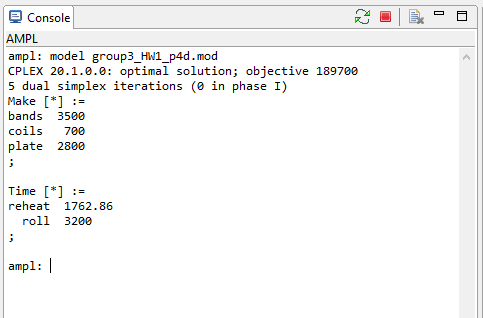 Console
AMPL
ampl: model group3_HW1_p4d.mod
CPLEX 20.1.0.0: optimal solution; objective 189700
5 dual simplex iterations (0 in phase I)
Make [*] :=
bands  3500
coils   700
plate  2800
;
Time [*] :=
reheat  1762.86
  roll  3200
;
ampl: